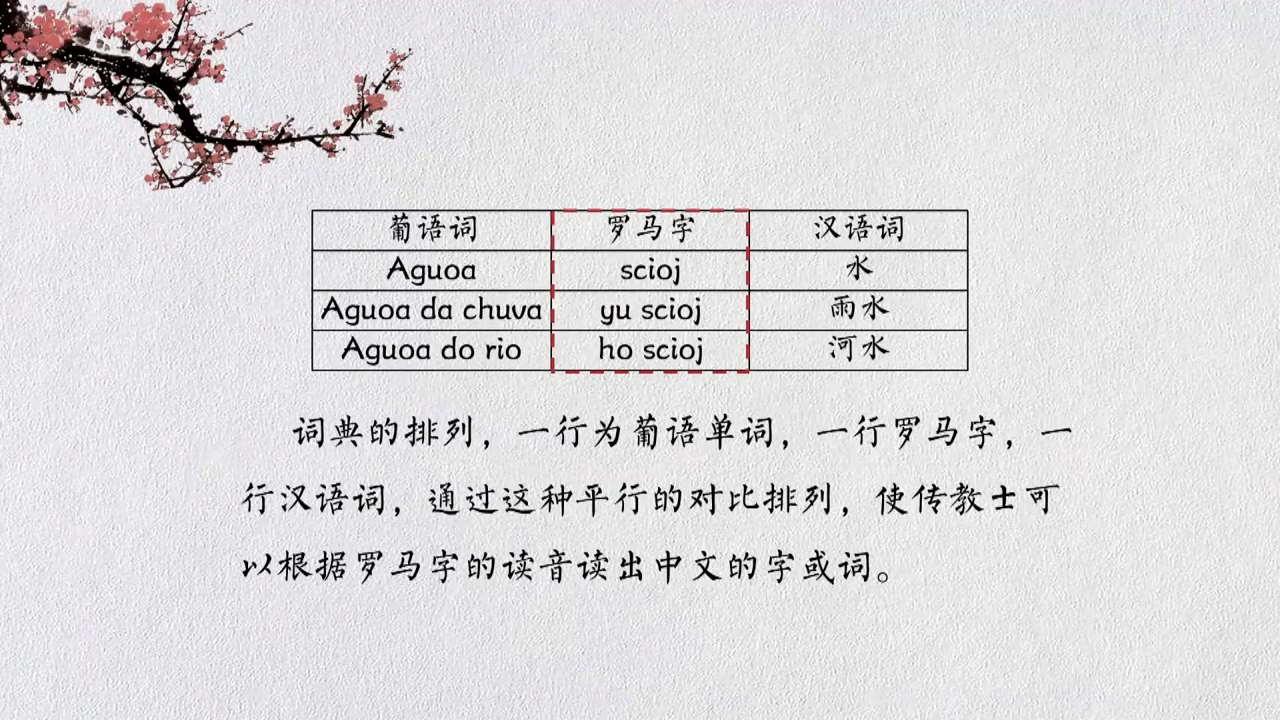 葡语词 罗马字 汉语词
Aguoa scioj 水
Aguoa da chuva yu scioj 雨水
Aguoa do rio ho scioj 河水
词典的排列，一行为葡语单词，一行罗马字，一
行汉语词，通过这种平行的对比排列，使传教士可
以根据罗马字的读音读出中文的字或词。